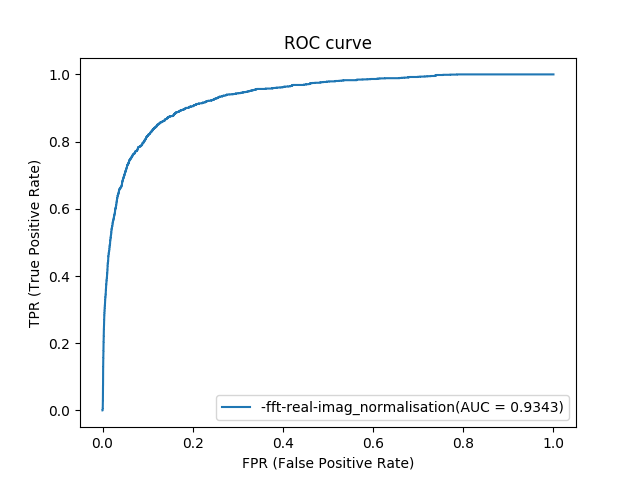 ROC curve
TPR (True Positive Rate)
1.0
0.8
0.6
0.4
0.2
0.0
-fft-real-imag_normalisation(AUC = 0.9343)
0.0 0.2 0.4 0.6 0.8 1.0
FPR (False Positive Rate)